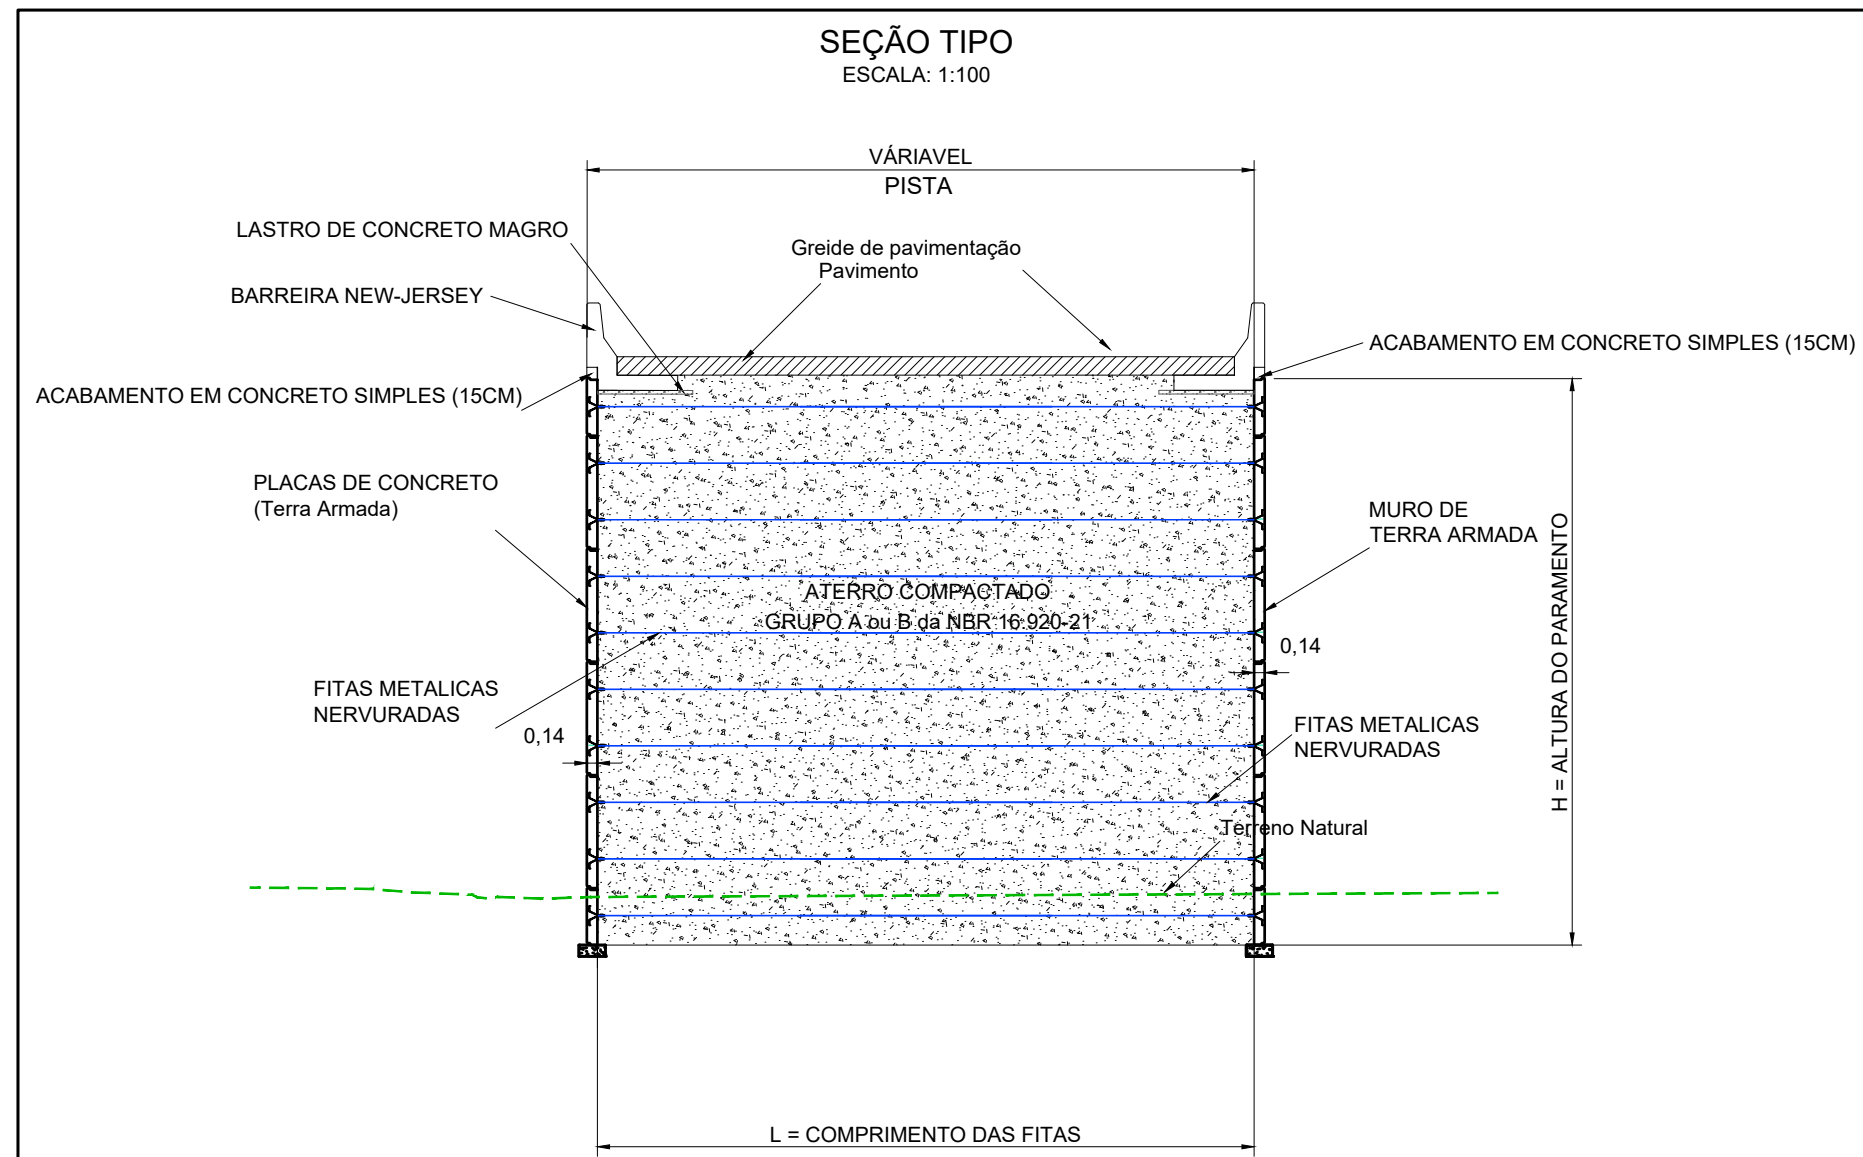 SEÇÃO TIPO
ESCALA: 1:100
VÁRIAVEL
PISTA
LASTRO DE CONCRETO MAGRO
Greide de pavimentação
Pavimento
BARREIRA NEW-JERSEY
ACABAMENTO EM CONCRETO SIMPLES (15CM)
ACABAMENTO EM CONCRETO SIMPLES (15CM)
PLACAS DE CONCRETO
(Terra Armada)
MURO DE
TERRA ARMADA
H = ALTURA DO PARAMENTO
ATERRO COMPACTADO
GRUPO A ou B da NBR 16.920-21
0,14
FITAS METALICAS
NERVURADAS
0,14
FITAS METALICAS
NERVURADAS
Terreno Natural
L = COMPRIMENTO DAS FITAS